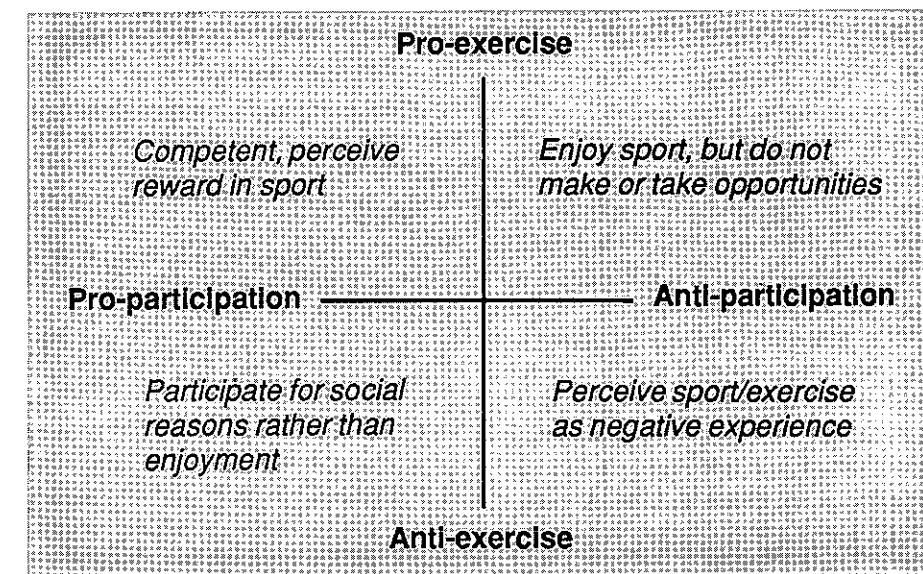 Pro-exercise
Competent, perceive
reward in sport
Enjoy sport, but do not
make or take opportunities
Pro-participation
Anti-participation
Participate for social
reasons rather than
enjoyment
Perceive sport/exercise
as negative experience
Anti-exercise